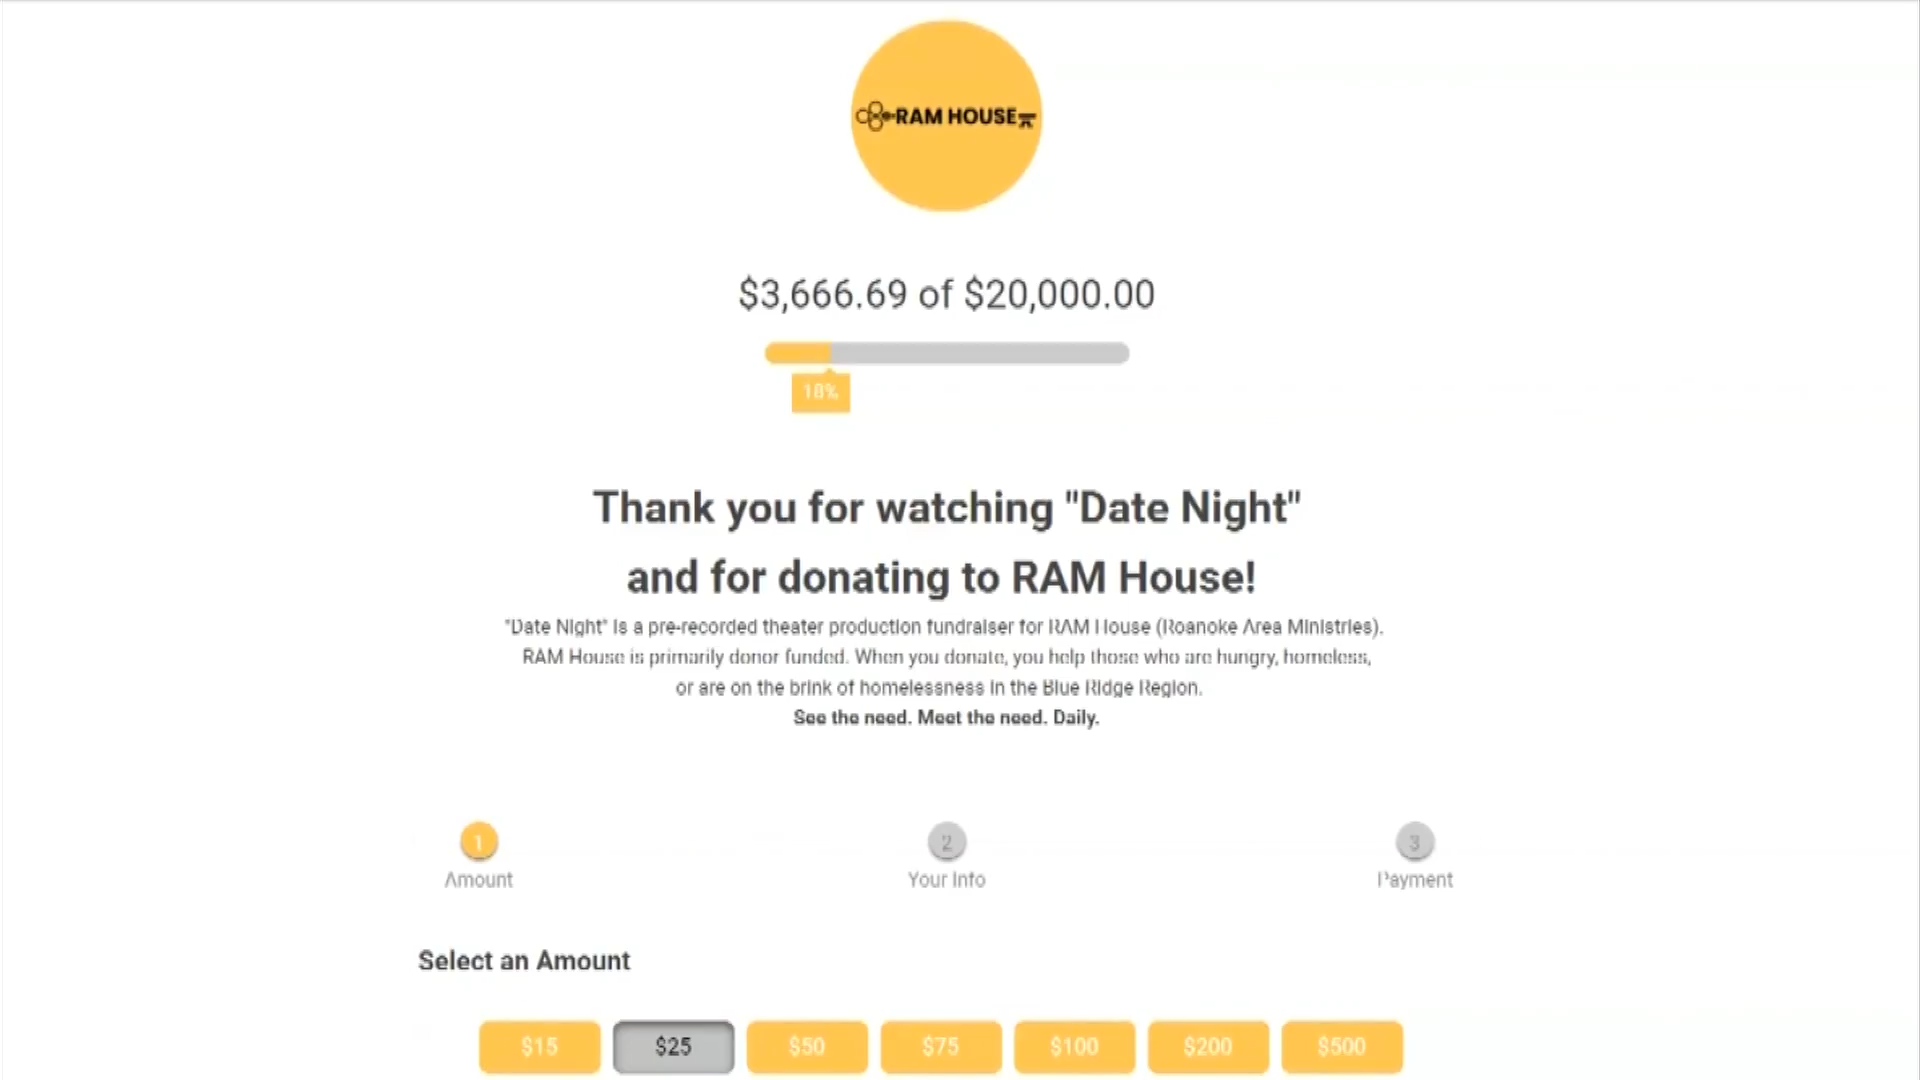 RAM HOUSE
$3,666.69 of $20,000.00
18%
Thank you for watching "Date Night"
and for donating to RAM House!
"Date Night" is a pre-recorded theater production fundraiser for RAM House (Roanoke Area Ministries).
RAM House is primarily donor funded. When you donate, you help those who are hungry, homeless,
or are on the brink of homelessness in the Blue Ridge Region.
See the need. Meet the need. Daily.
1 2 3
Amount Your Info Payment
Select an Amount
$15 $25 $50 $75 $100 $200 $500